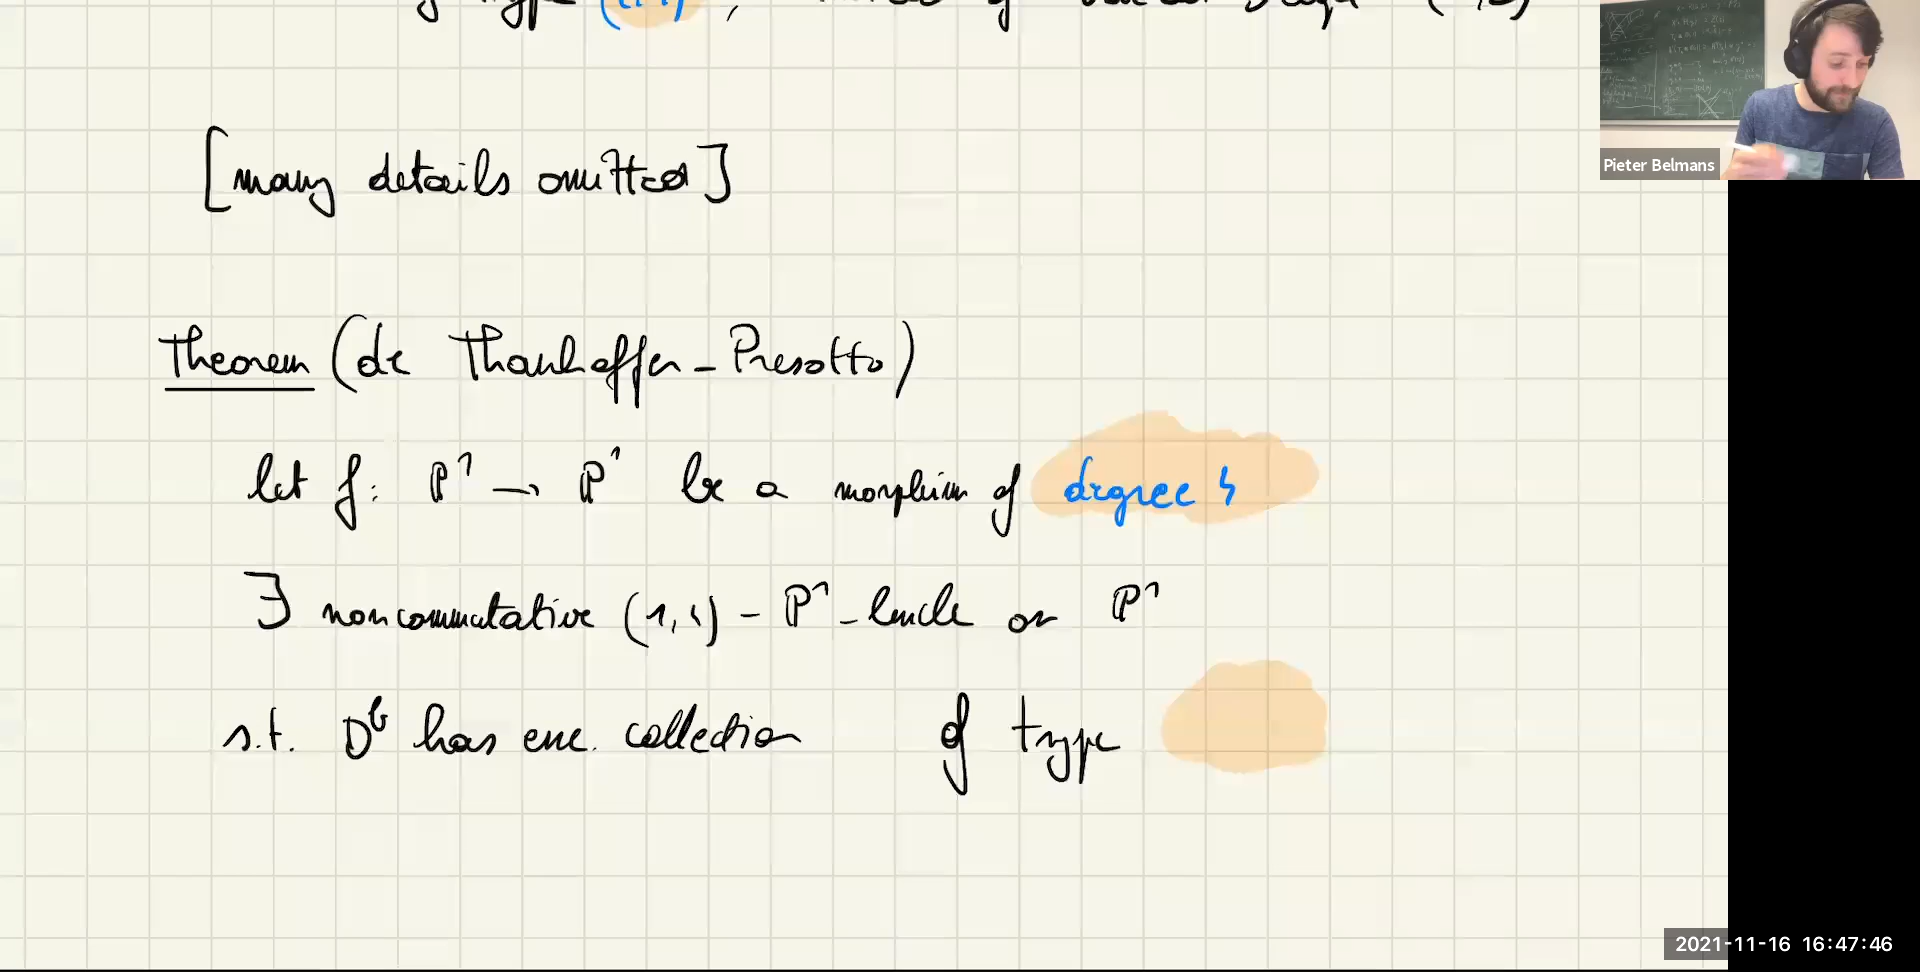 [many details omitted]
Pieter Belmans
Theorem (de Thanhoffer - Presotto)
let f: ℙ¹ → ℙ¹ be a morphism of degree 4
∃ noncommutative (1,4) - ℙ¹ - bundle on ℙ¹
s.t. Dᵇ has exc. collection of type
2021-11-16 16:47:46